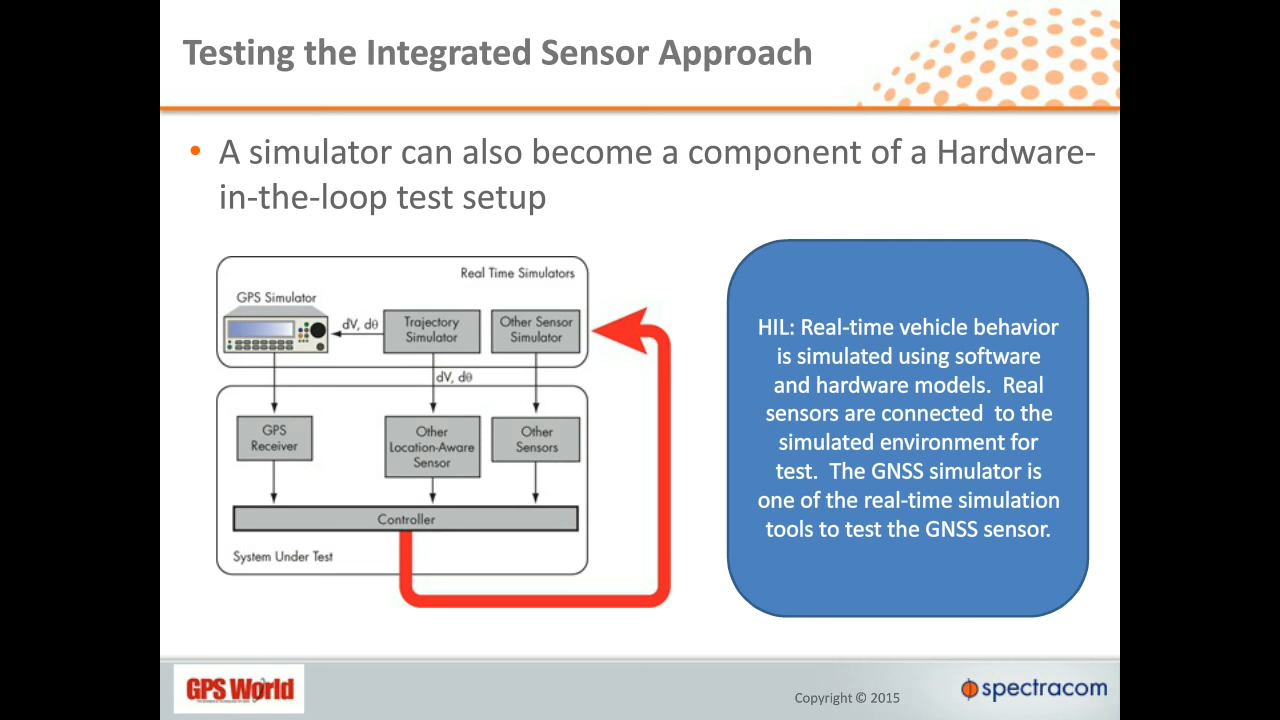 Testing the Integrated Sensor Approach
• A simulator can also become a component of a Hardware-
in-the-loop test setup
Real Time Simulators
GPS Simulator
dV, dθ
Trajectory
Simulator
Other Sensor
Simulator
dV, dθ
GPS
Receiver
Other
Location-Aware
Sensor
Other
Sensors
Controller
System Under Test
HIL: Real-time vehicle behavior
is simulated using software
and hardware models.  Real
sensors are connected  to the
simulated environment for
test.  The GNSS simulator is
one of the real-time simulation
tools to test the GNSS sensor.
GPS World
Copyright © 2015
spectracom